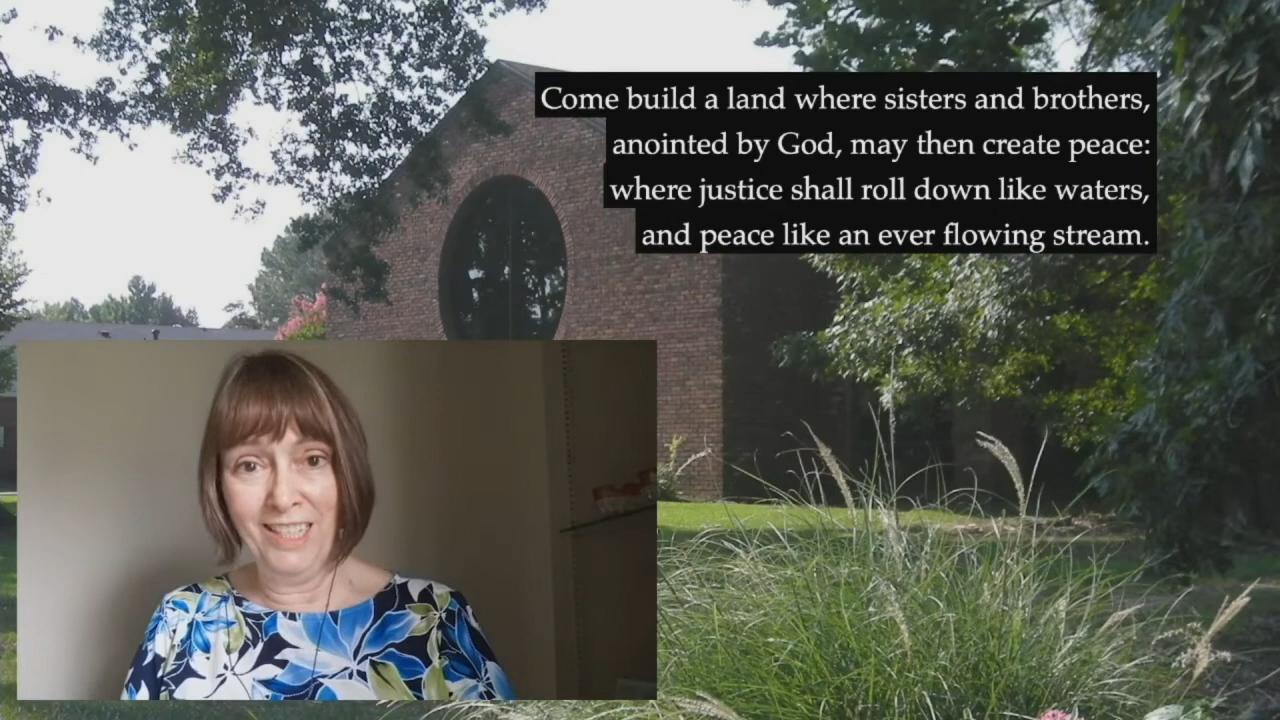 Come build a land where sisters and brothers,
anointed by God, may then create peace:
where justice shall roll down like waters,
and peace like an ever flowing stream.